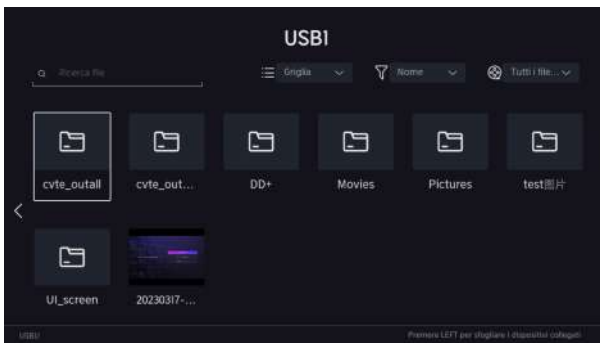 USB1
Ricerca file
Griglia
Nome
Tutti i file...
cvte_outall
cvte_out...
DD+
Movies
Pictures
test图片
UI_screen
20230317-...
USB1/
Premere LEFT per sfogliare i dispositivi collegati